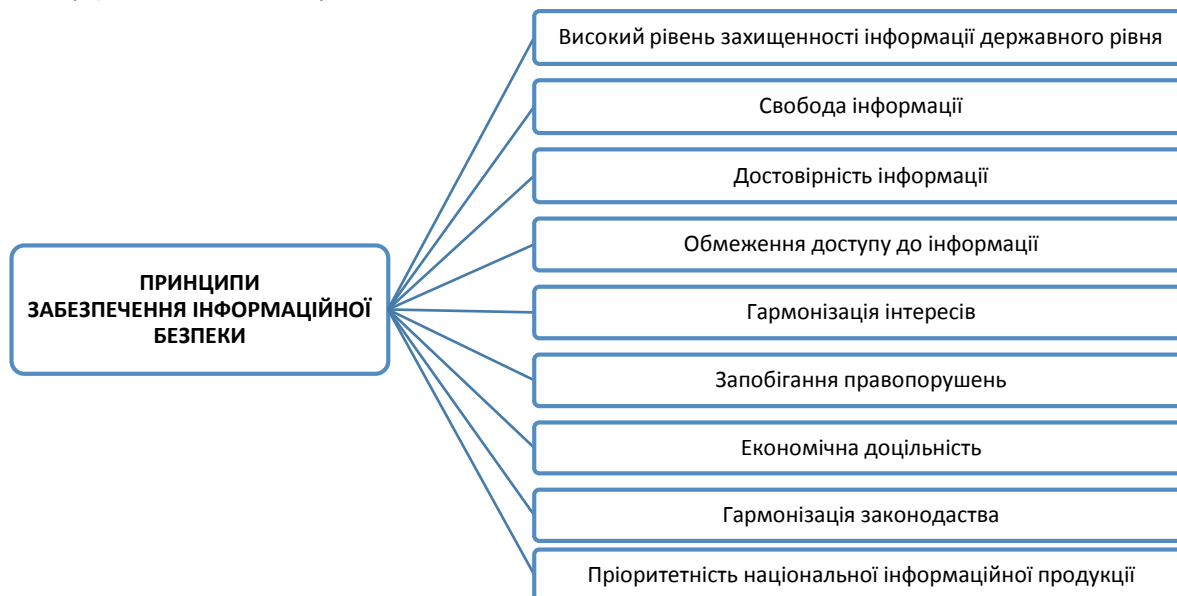 Високий рівень захищенності інформації державного рівня
Свобода інформації
Достовірність інформації
Обмеження доступу до інформації
ПРИНЦИПИ
ЗАБЕЗПЕЧЕННЯ ІНФОРМАЦІЙНОЇ
БЕЗПЕКИ
Гармонізація інтересів
Запобігання правопорушень
Економічна доцільність
Гармонізація законодаства
Пріоритетність національної інформаційної продукції